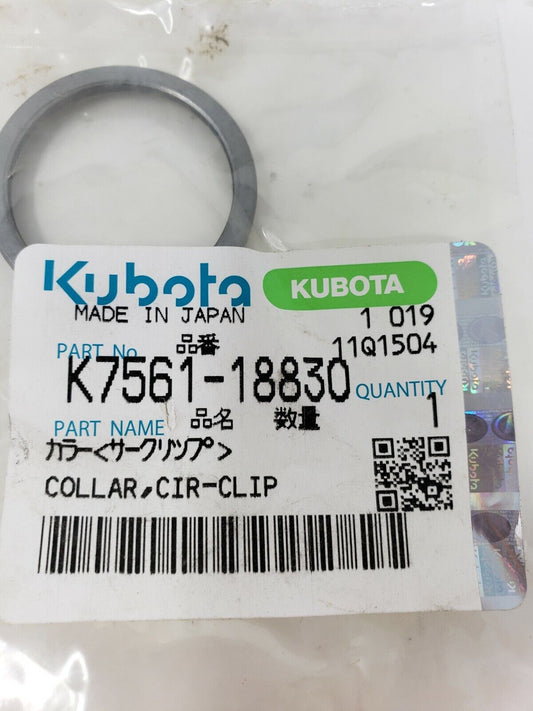 Kubota KUBOTA
MADE IN JAPAN 1 019
PART No. 品番 11Q1504
K7561-18830 QUANTITY 1
PART NAME 品名 数量
カラー<サークリツプ>
COLLAR,CIR-CLIP